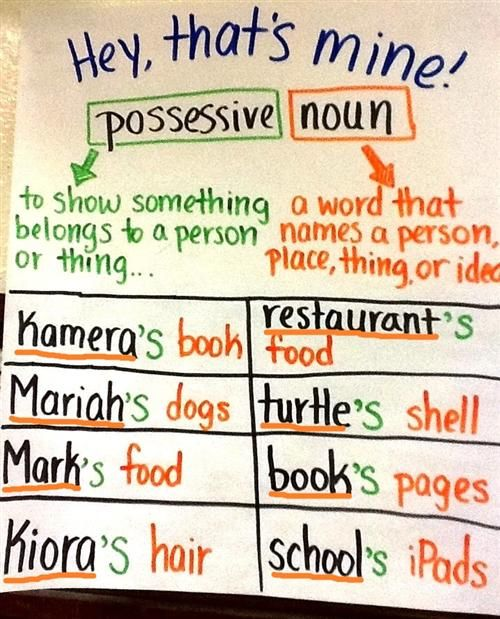 Hey, that's mine!
possessive noun
to show something
belongs to a person
or thing...
a word that
names a person,
place, thing, or idea
Kamera's book
restaurant's
food
Mariah's dogs
turtle's shell
Mark's food
book's pages
Kiora's hair
school's iPads